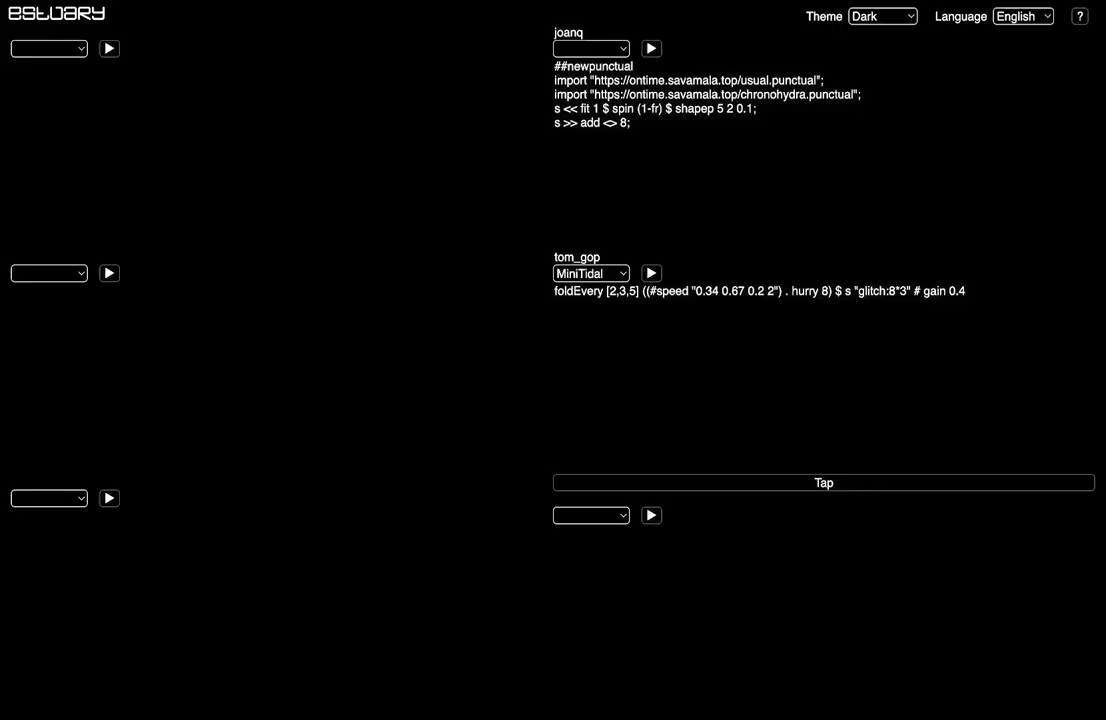 estuary
Theme Dark Language English ?
joanq
##newpunctual
import "https://ontime.savamala.top/usual.punctual";
import "https://ontime.savamala.top/chronohydra.punctual";
s << fit 1 $ spin (1-fr) $ shapep 5 2 0.1;
s >> add <> 8;
tom_gop
MiniTidal
foldEvery [2,3,5] ((#speed "0.34 0.67 0.2 2") . hurry 8) $ s "glitch:8*3" # gain 0.4
Tap